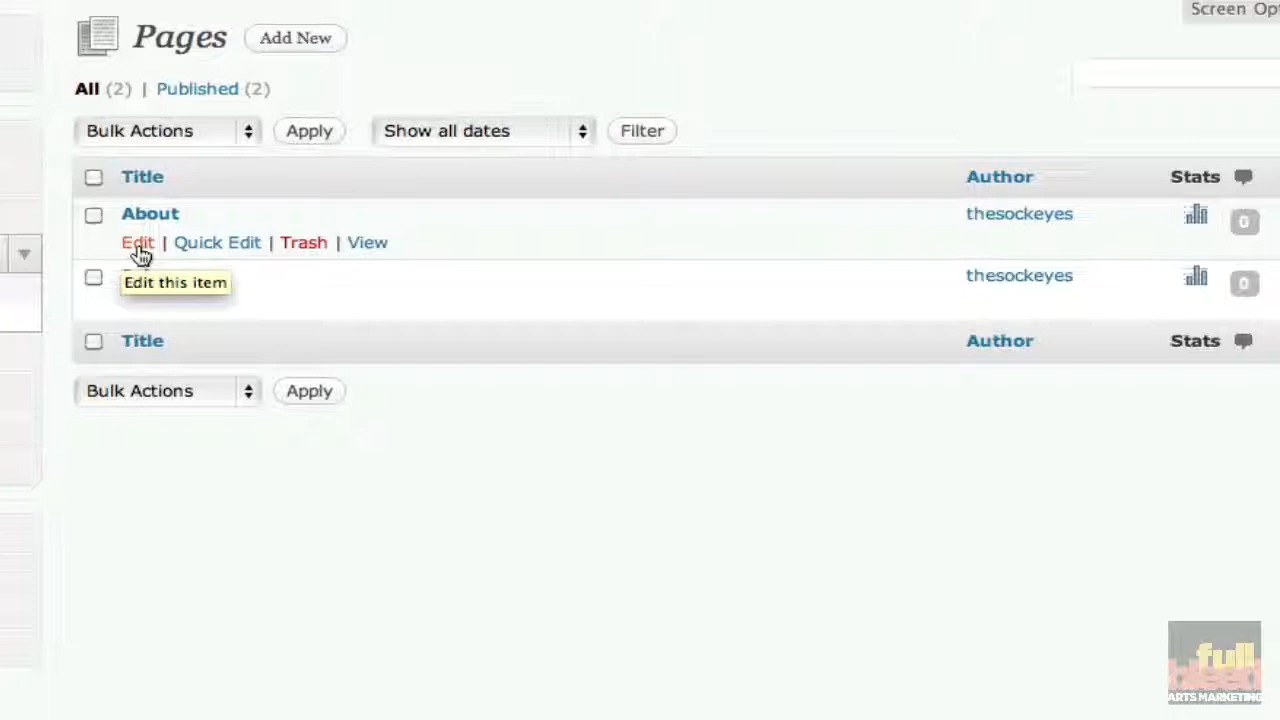 Screen Op
Pages Add New
All (2) | Published (2)
Bulk Actions Apply Show all dates Filter
Title Author Stats
About thesockeyes 0
Edit | Quick Edit | Trash | View
Edit this item
thesockeyes 0
Title Author Stats
Bulk Actions Apply
full
bleed
ARTS MARKETING